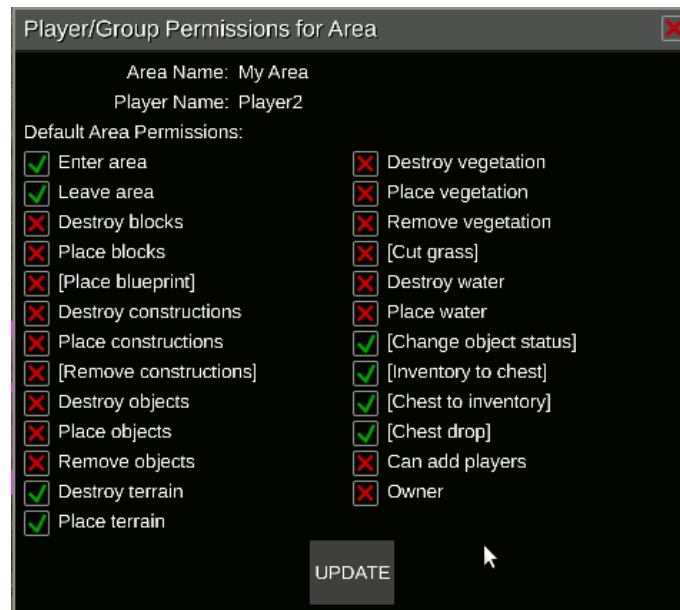 Player/Group Permissions for Area
Area Name: My Area
Player Name: Player2
Default Area Permissions:
Enter area
Leave area
Destroy blocks
Place blocks
[Place blueprint]
Destroy constructions
Place constructions
[Remove constructions]
Destroy objects
Place objects
Remove objects
Destroy terrain
Place terrain
Destroy vegetation
Place vegetation
Remove vegetation
[Cut grass]
Destroy water
Place water
[Change object status]
[Inventory to chest]
[Chest to inventory]
[Chest drop]
Can add players
Owner
UPDATE